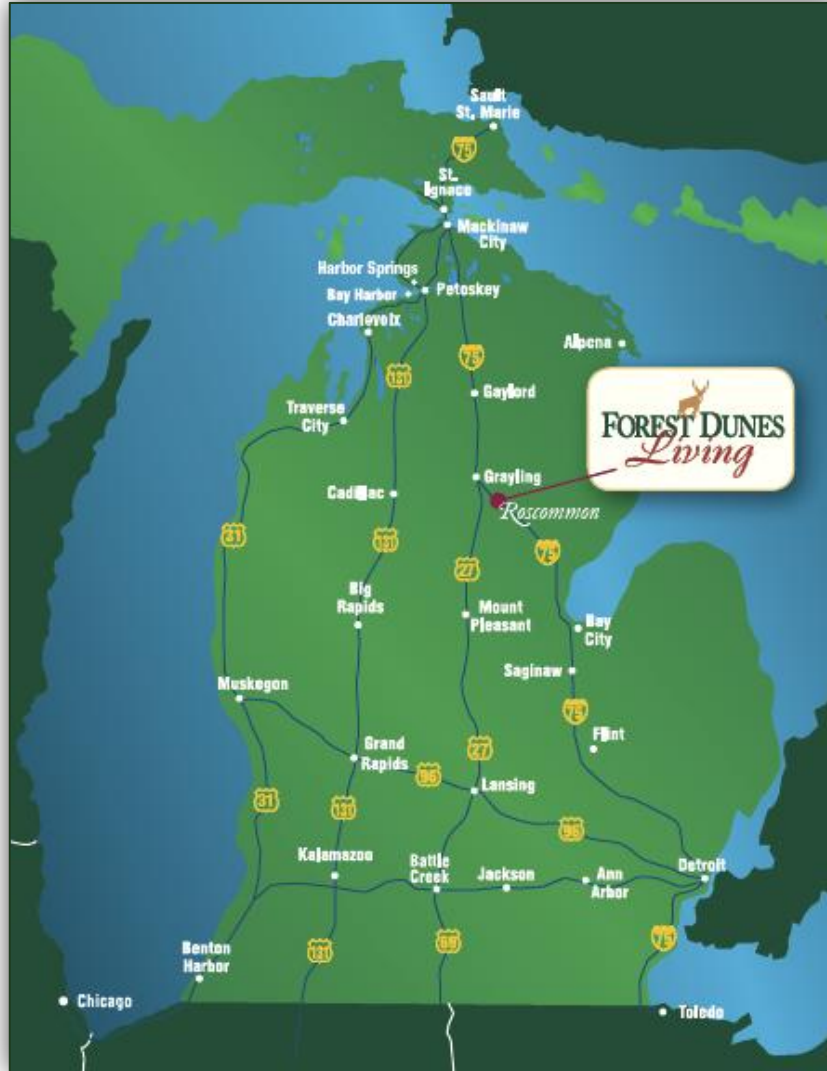 Sault
St. Marie
75
St.
Ignace
Mackinaw
City
Harbor Springs
Bay Harbor
Petoskey
Charlevoix
Alpena
75
131
Gaylord
FOREST DUNES
Living
Traverse
City
Grayling
Cadillac
Roscommon
31
131
75
27
Big
Rapids
Mount
Pleasant
Bay
City
Saginaw
Muskegon
75
Flint
Grand
Rapids
27
96
Lansing
31
131
96
Kalamazoo
Battle
Creek
Jackson
Ann
Arbor
Detroit
75
69
131
Benton
Harbor
Chicago
Toledo